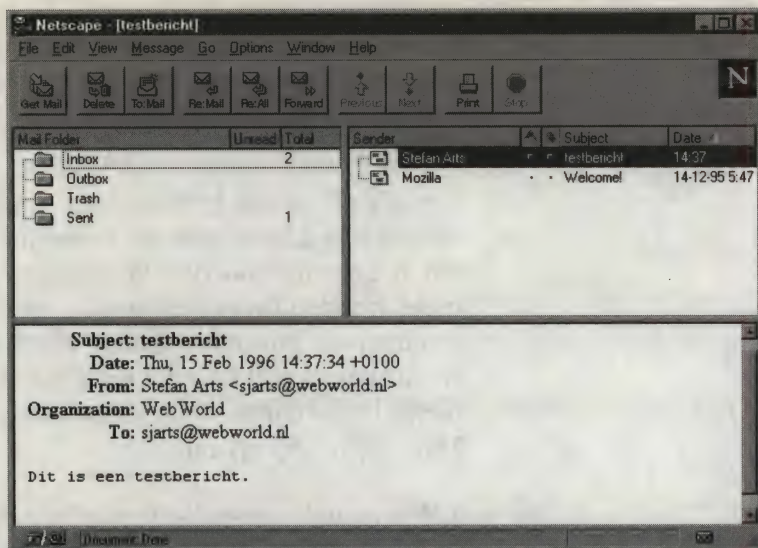 Netscape - [testbericht]
File Edit View Message Go Options Window Help
Get Mail Delete To: Mail Re: Mail Re: All Forward Previous Next Print Stop
N
Mail Folder Unread Total
Inbox 2
Outbox
Trash
Sent 1
Sender Subject Date
Stefan Arts testbericht 14:37
Mozilla Welcome! 14-12-95 5:47
Subject: testbericht
Date: Thu, 15 Feb 1996 14:37:34 +0100
From: Stefan Arts <sjarts@webworld.nl>
Organization: WebWorld
To: sjarts@webworld.nl
Dit is een testbericht.
Document: Done